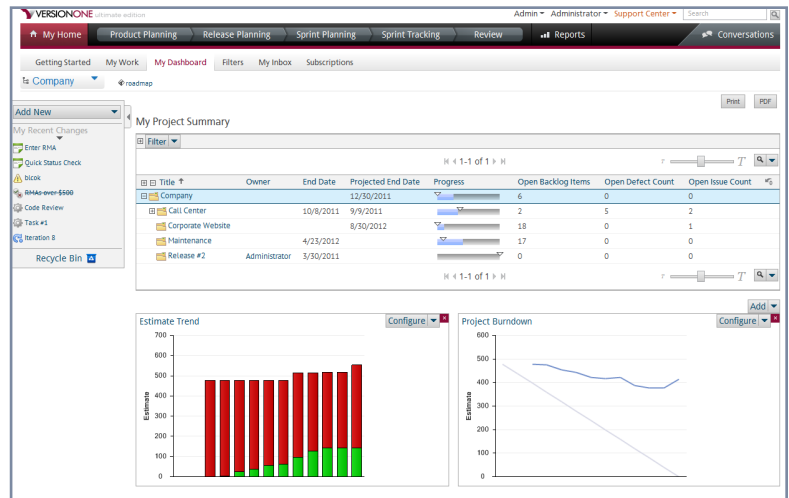 VERSIONONE ultimate edition
Admin Administrator Support Center Search
My Home Product Planning Release Planning Sprint Planning Sprint Tracking Review Reports Conversations
Getting Started My Work My Dashboard Filters My Inbox Subscriptions
Company roadmap
Print PDF
Add New
My Recent Changes
Enter RMA
Quick Status Check
bicok
RMAs over $500
Code Review
Task #1
Iteration 8
Recycle Bin
My Project Summary
Filter
1-1 of 1 T T
Title Owner End Date Projected End Date Progress Open Backlog Items Open Defect Count Open Issue Count
Company 12/30/2011 6 0 0
Call Center 10/8/2011 9/9/2011 2 5 2
Corporate Website 8/30/2012 18 0 1
Maintenance 4/23/2012 17 0 0
Release #2 Administrator 3/30/2011 0 0 0
1-1 of 1 T T
Add
Estimate Trend Configure
700
600
500
400
300
200
100
0
Estimate
Project Burndown Configure
600
500
400
300
200
100
0
Estimate